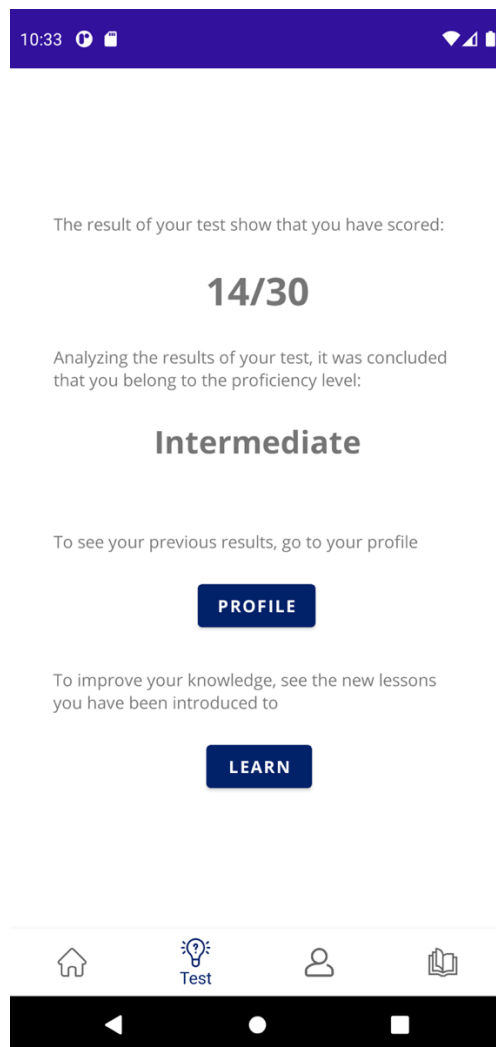 10:33
The result of your test show that you have scored:
14/30
Analyzing the results of your test, it was concluded
that you belong to the proficiency level:
Intermediate
To see your previous results, go to your profile
PROFILE
To improve your knowledge, see the new lessons
you have been introduced to
LEARN
Test